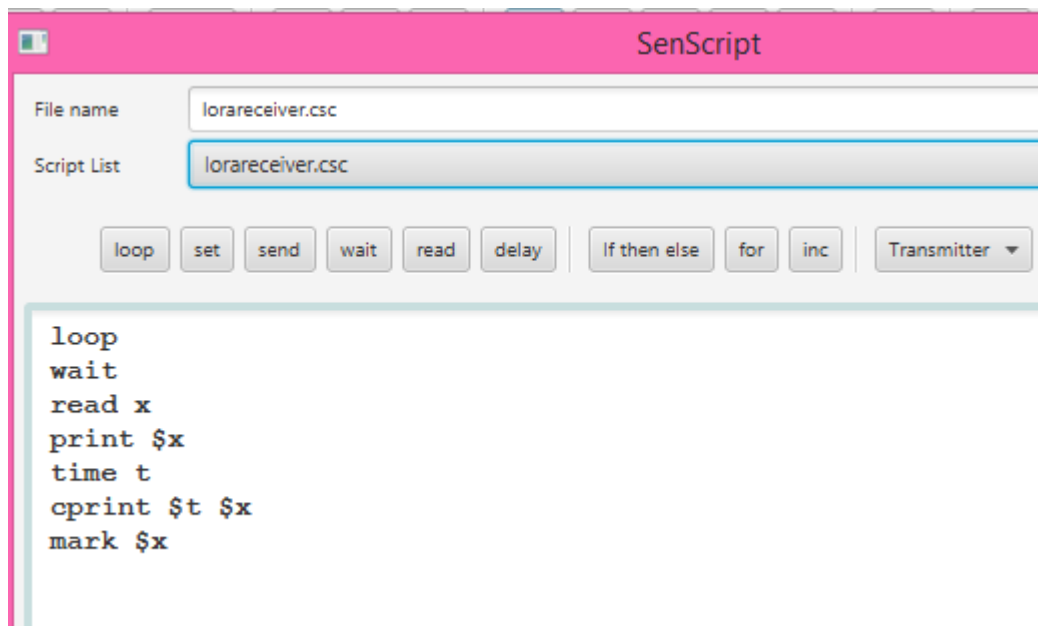 SenScript
File name lorareceiver.csc
Script List lorareceiver.csc
loop set send wait read delay If then else for inc Transmitter
loop
wait
read x
print $x
time t
cprint $t $x
mark $x